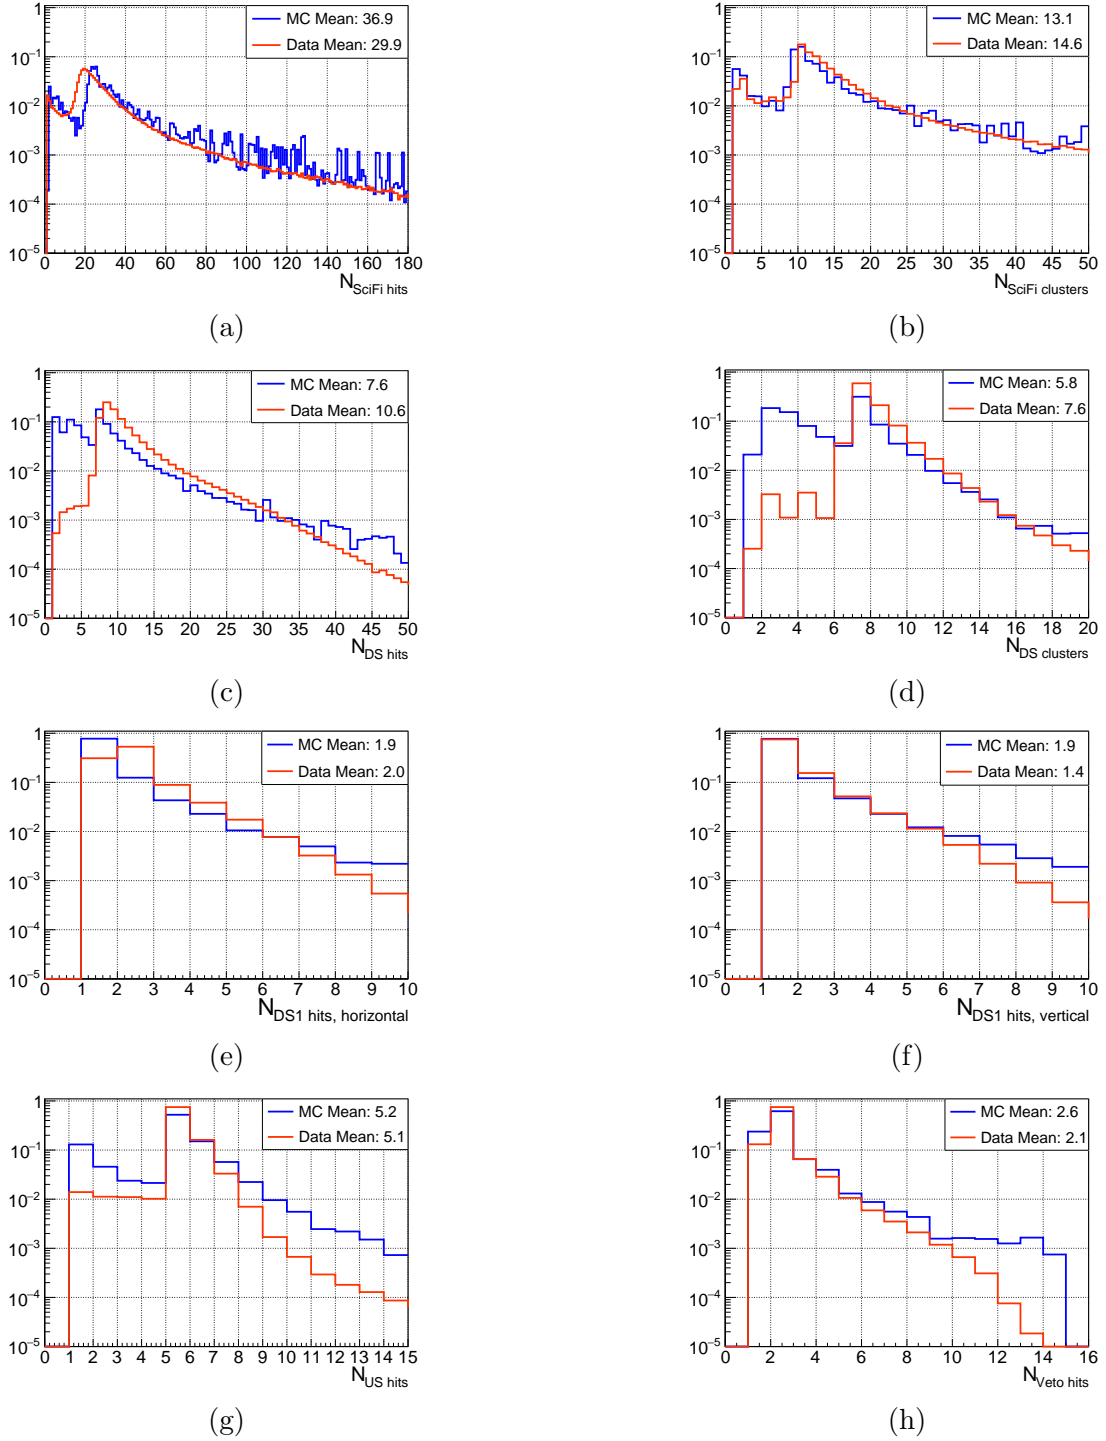 MC Mean: 36.9
Data Mean: 29.9
1
10⁻¹
10⁻²
10⁻³
10⁻⁴
10⁻⁵
0 20 40 60 80 100 120 140 160 180
N_SciFi hits
(a)
MC Mean: 13.1
Data Mean: 14.6
1
10⁻¹
10⁻²
10⁻³
10⁻⁴
10⁻⁵
0 5 10 15 20 25 30 35 40 45 50
N_SciFi clusters
(b)
MC Mean: 7.6
Data Mean: 10.6
1
10⁻¹
10⁻²
10⁻³
10⁻⁴
10⁻⁵
0 5 10 15 20 25 30 35 40 45 50
N_DS hits
(c)
MC Mean: 5.8
Data Mean: 7.6
1
10⁻¹
10⁻²
10⁻³
10⁻⁴
10⁻⁵
0 2 4 6 8 10 12 14 16 18 20
N_DS clusters
(d)
MC Mean: 1.9
Data Mean: 2.0
1
10⁻¹
10⁻²
10⁻³
10⁻⁴
10⁻⁵
0 1 2 3 4 5 6 7 8 9 10
N_DS1 hits, horizontal
(e)
MC Mean: 1.9
Data Mean: 1.4
1
10⁻¹
10⁻²
10⁻³
10⁻⁴
10⁻⁵
0 1 2 3 4 5 6 7 8 9 10
N_DS1 hits, vertical
(f)
MC Mean: 5.2
Data Mean: 5.1
1
10⁻¹
10⁻²
10⁻³
10⁻⁴
10⁻⁵
0 1 2 3 4 5 6 7 8 9 10 11 12 13 14 15
N_US hits
(g)
MC Mean: 2.6
Data Mean: 2.1
1
10⁻¹
10⁻²
10⁻³
10⁻⁴
10⁻⁵
0 2 4 6 8 10 12 14 16
N_Veto hits
(h)